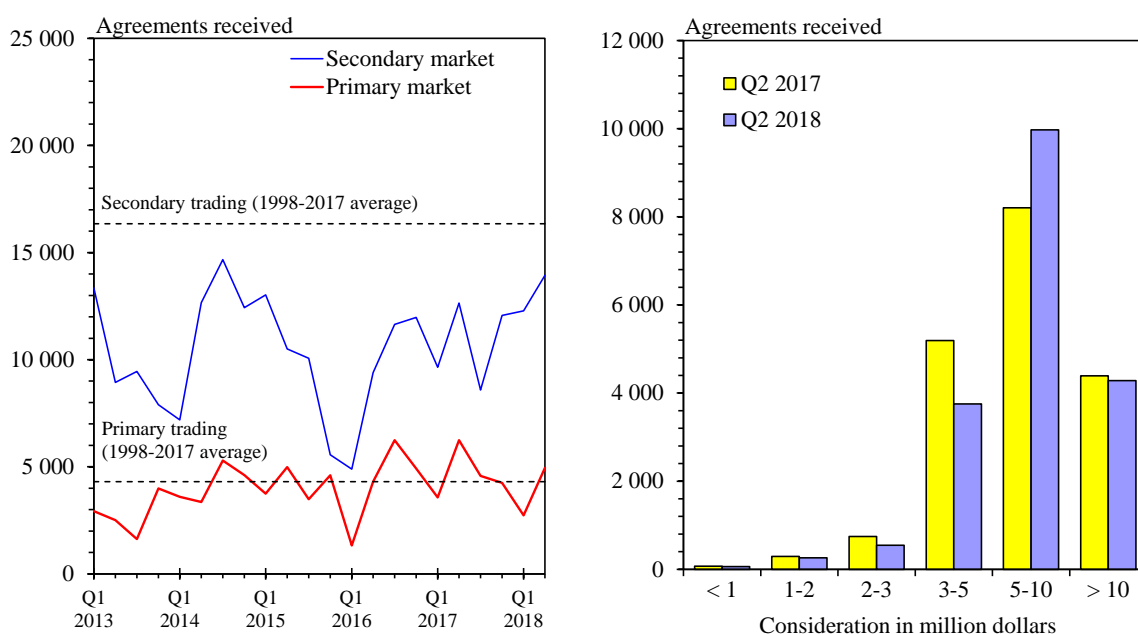 Agreements received
25 000
20 000
15 000
10 000
5 000
0
Secondary market
Primary market
Secondary trading (1998-2017 average)
Primary trading
(1998-2017 average)
Q1 Q1 Q1 Q1 Q1 Q1
2013 2014 2015 2016 2017 2018
Agreements received
12 000
10 000
8 000
6 000
4 000
2 000
0
Q2 2017
Q2 2018
< 1 1-2 2-3 3-5 5-10 > 10
Consideration in million dollars